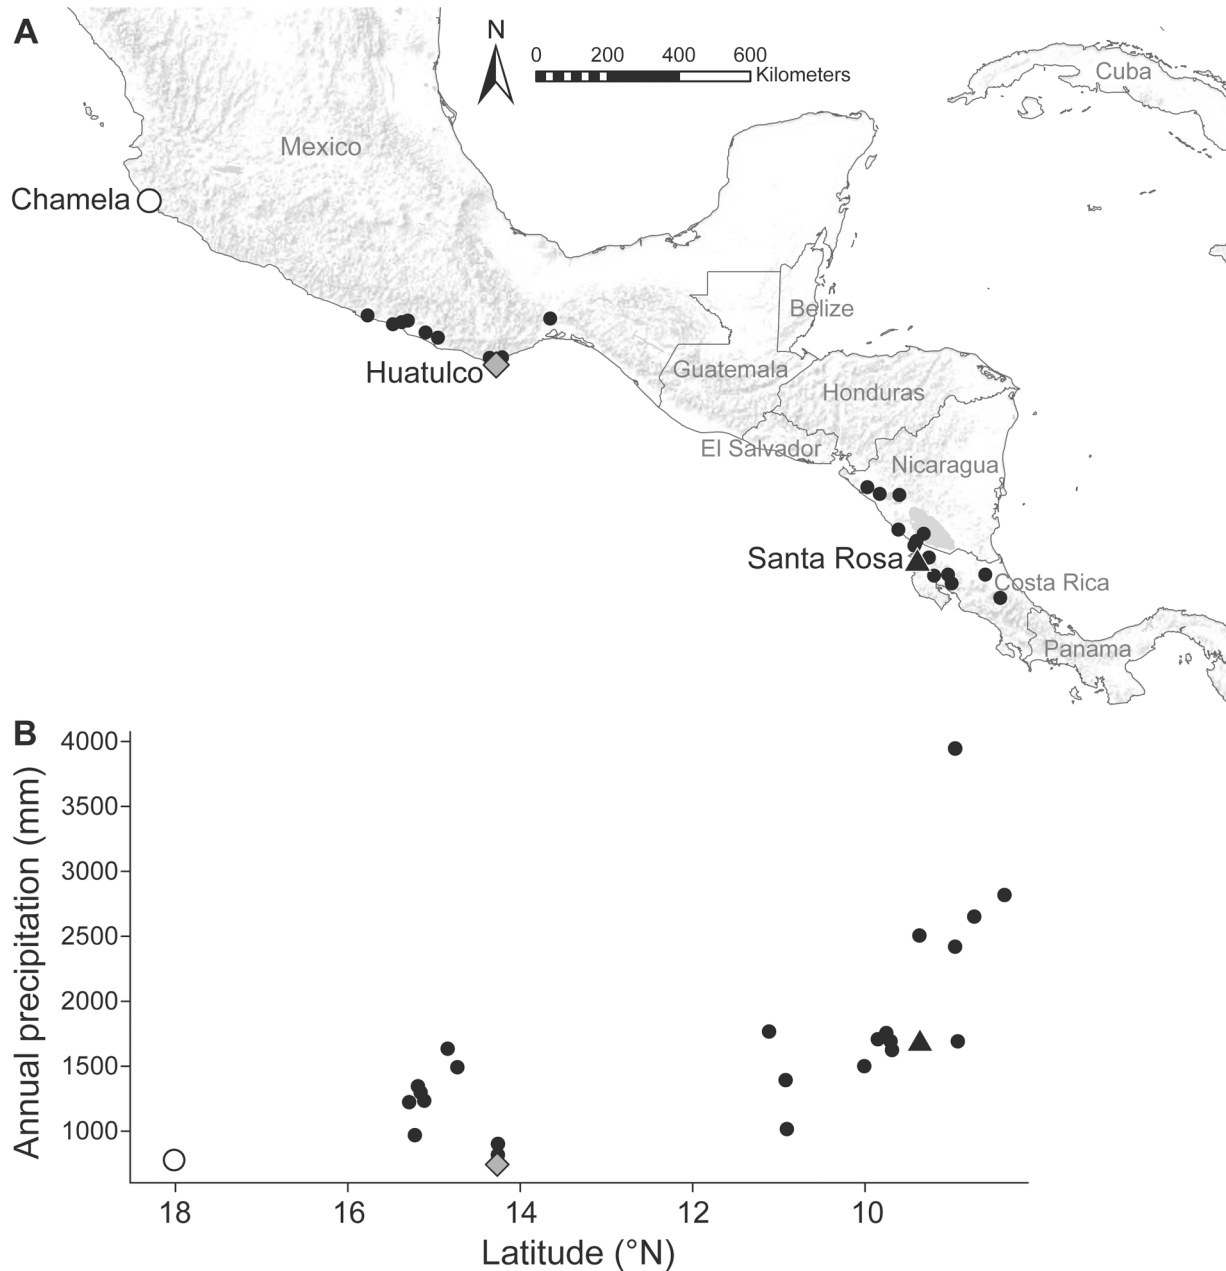 A
N
0 200 400 600
Kilometers
Cuba
Mexico
Chamela
Belize
Huatulco
Guatemala
Honduras
El Salvador
Nicaragua
Santa Rosa
Costa Rica
Panama
B
Annual precipitation (mm)
4000
3500
3000
2500
2000
1500
1000
18 16 14 12 10
Latitude (°N)